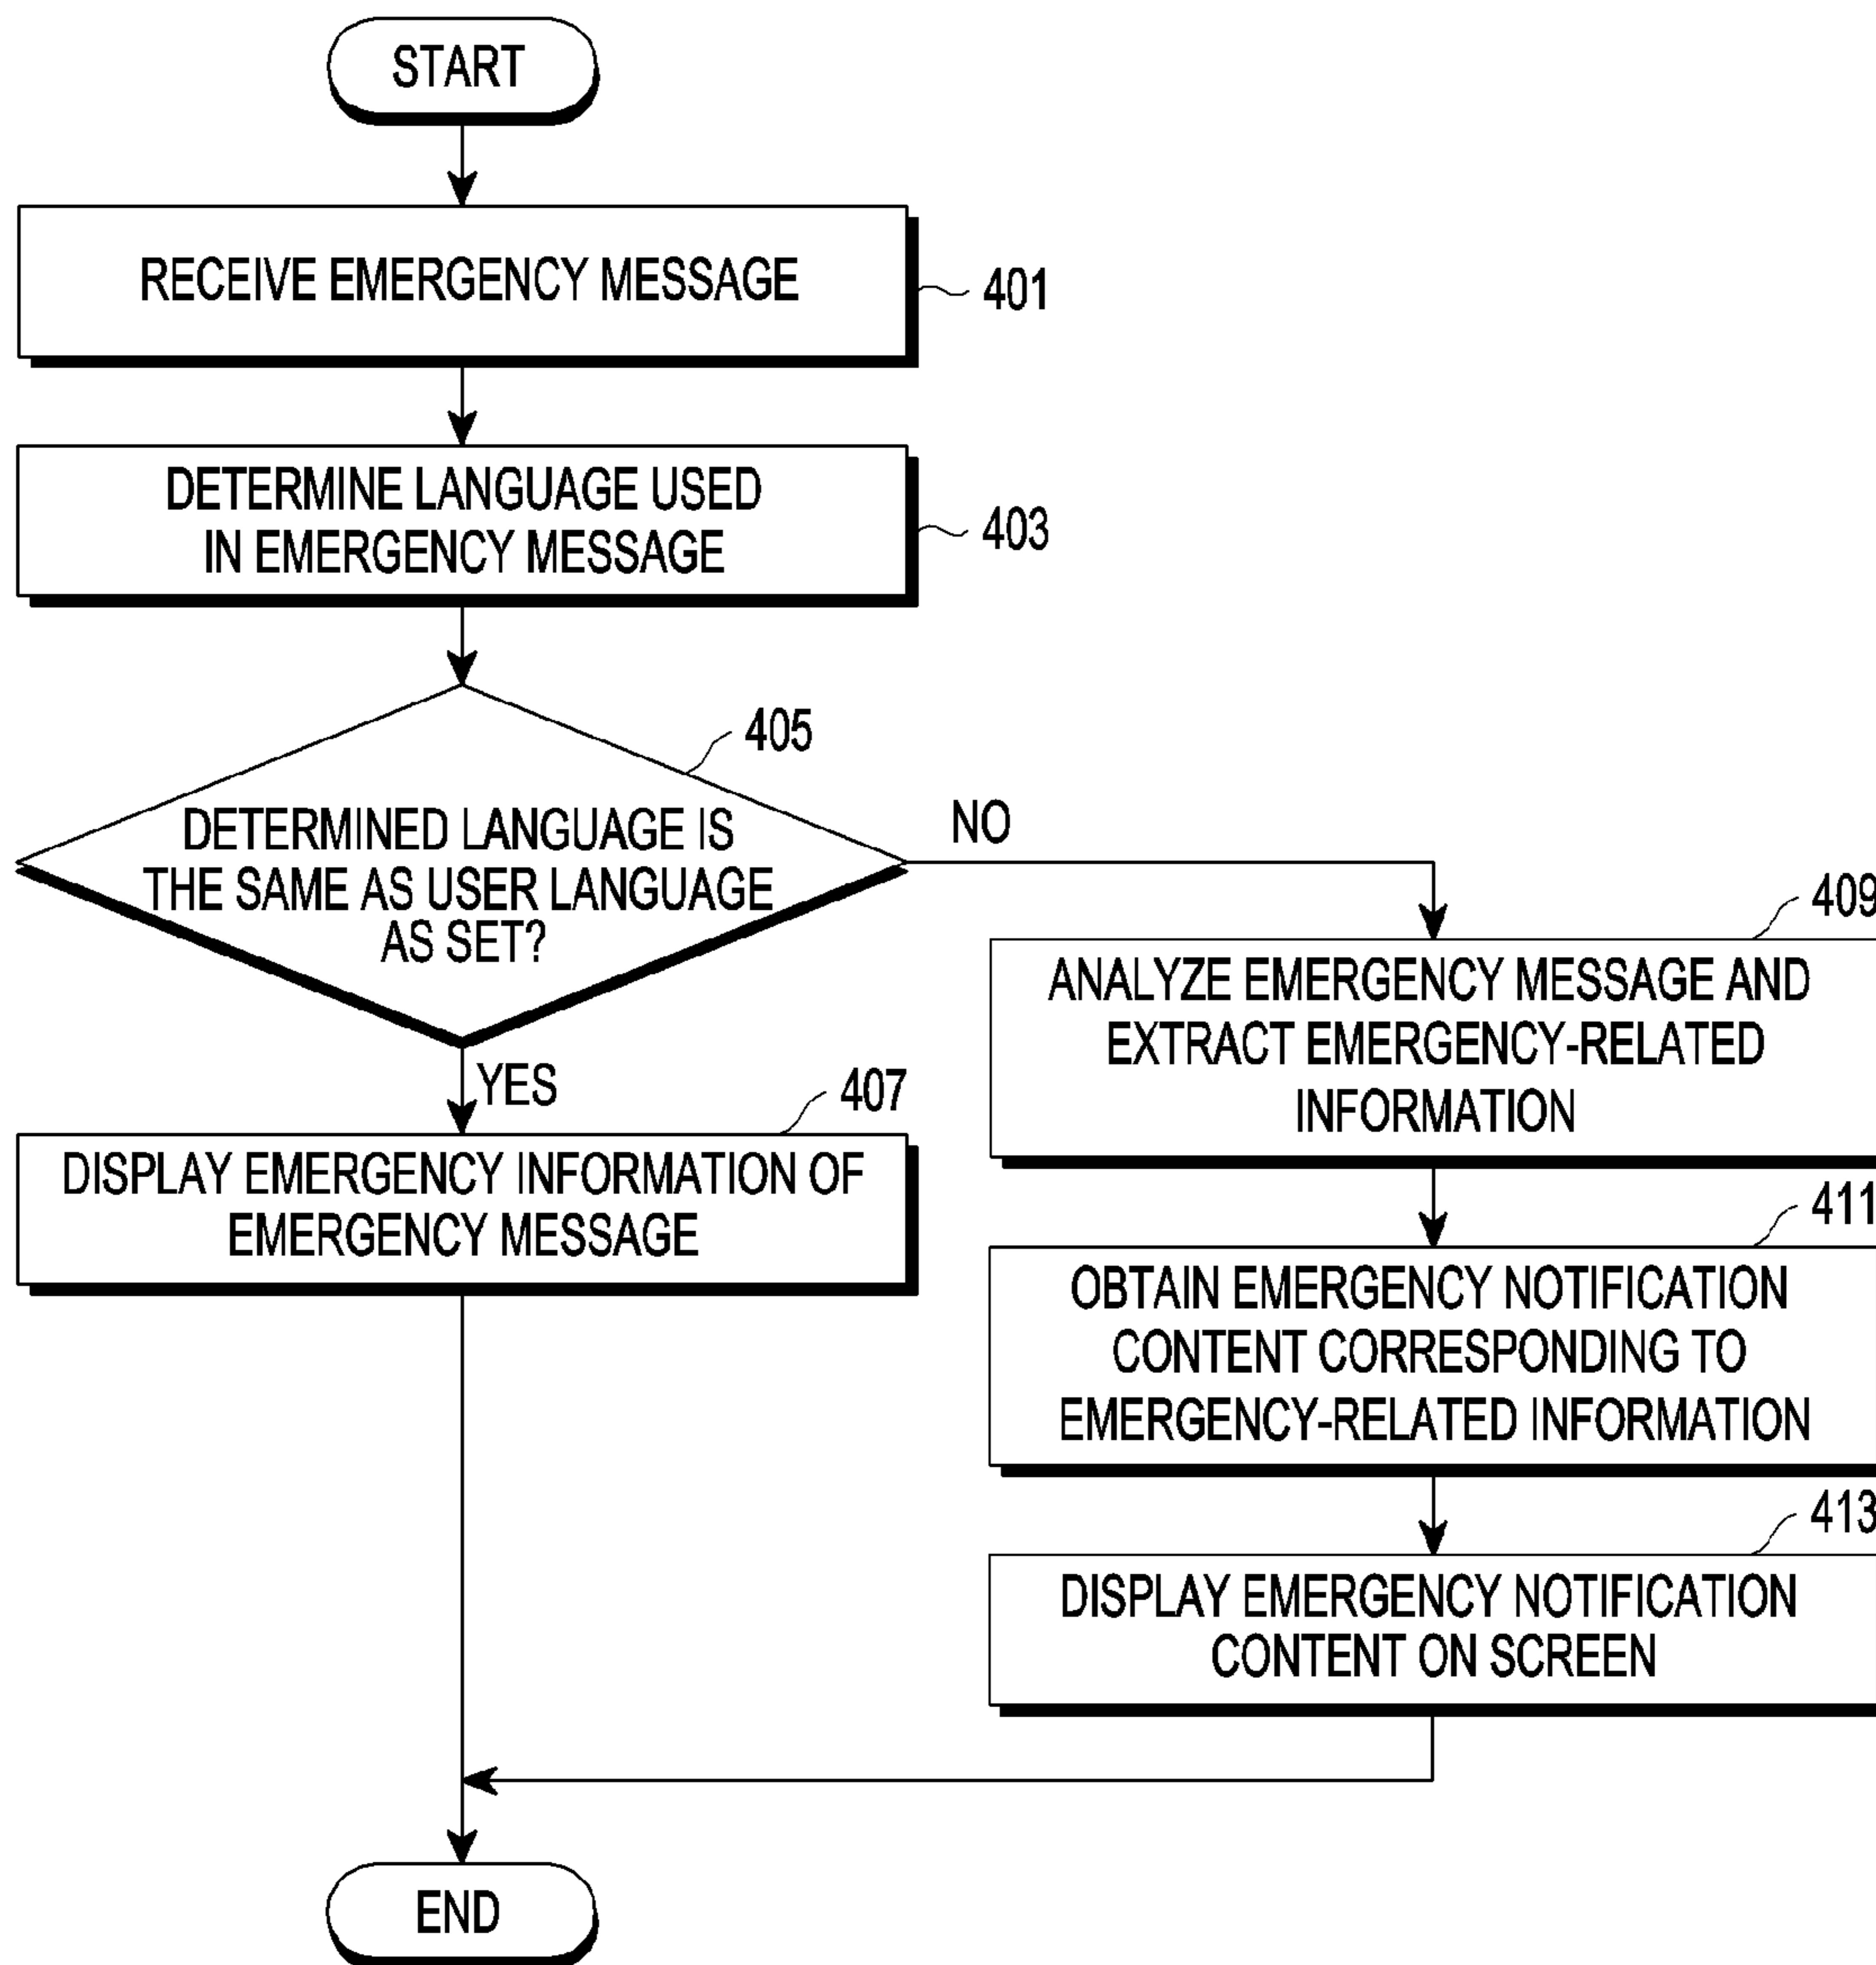 START
RECEIVE EMERGENCY MESSAGE
401
DETERMINE LANGUAGE USED
IN EMERGENCY MESSAGE
403
405
DETERMINED LANGUAGE IS
THE SAME AS USER LANGUAGE
AS SET?
NO
YES
407
DISPLAY EMERGENCY INFORMATION OF
EMERGENCY MESSAGE
409
ANALYZE EMERGENCY MESSAGE AND
EXTRACT EMERGENCY-RELATED
INFORMATION
411
OBTAIN EMERGENCY NOTIFICATION
CONTENT CORRESPONDING TO
EMERGENCY-RELATED INFORMATION
413
DISPLAY EMERGENCY NOTIFICATION
CONTENT ON SCREEN
END